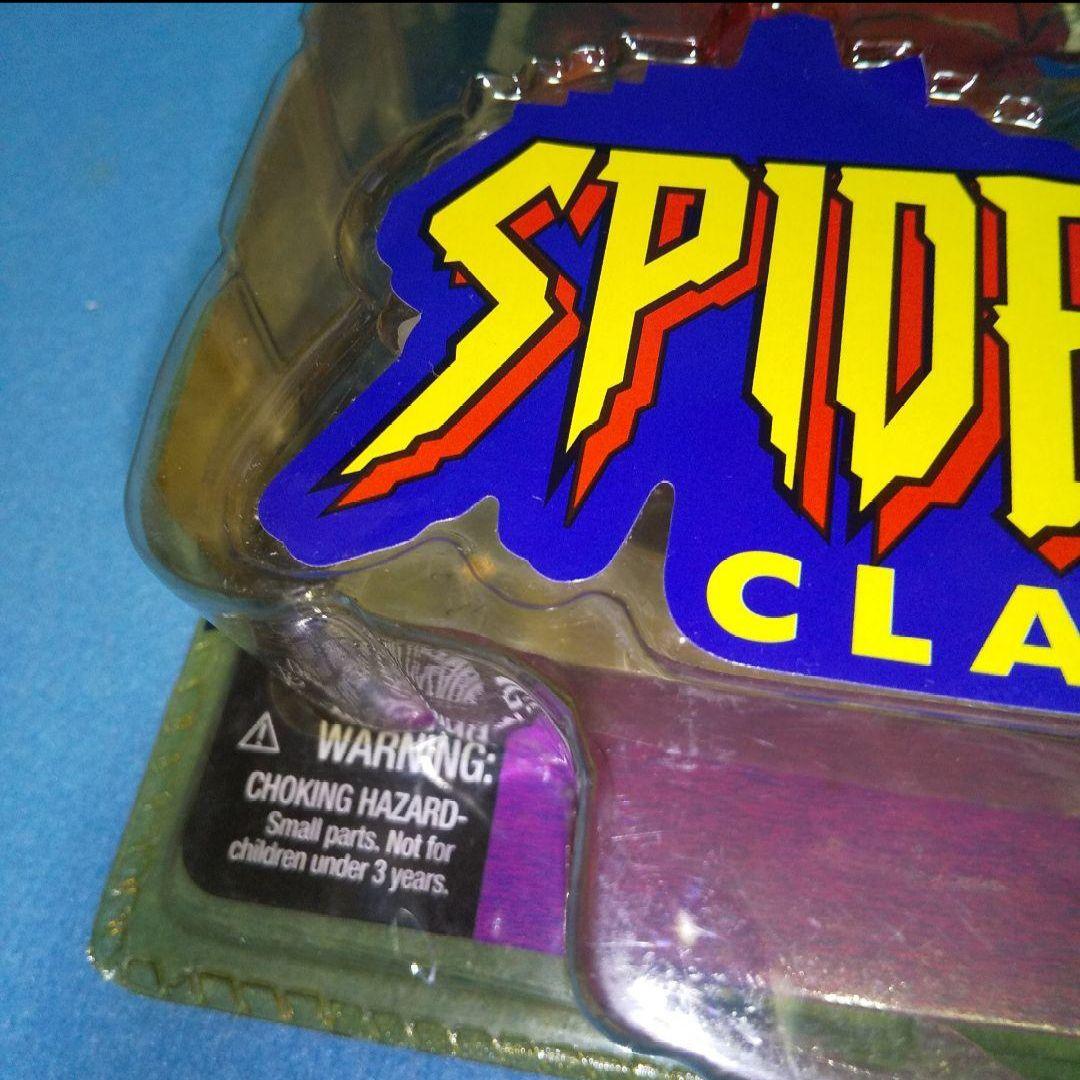 SPIDE
CLA
WARNING:
CHOKING HAZARD-
Small parts. Not for
children under 3 years.